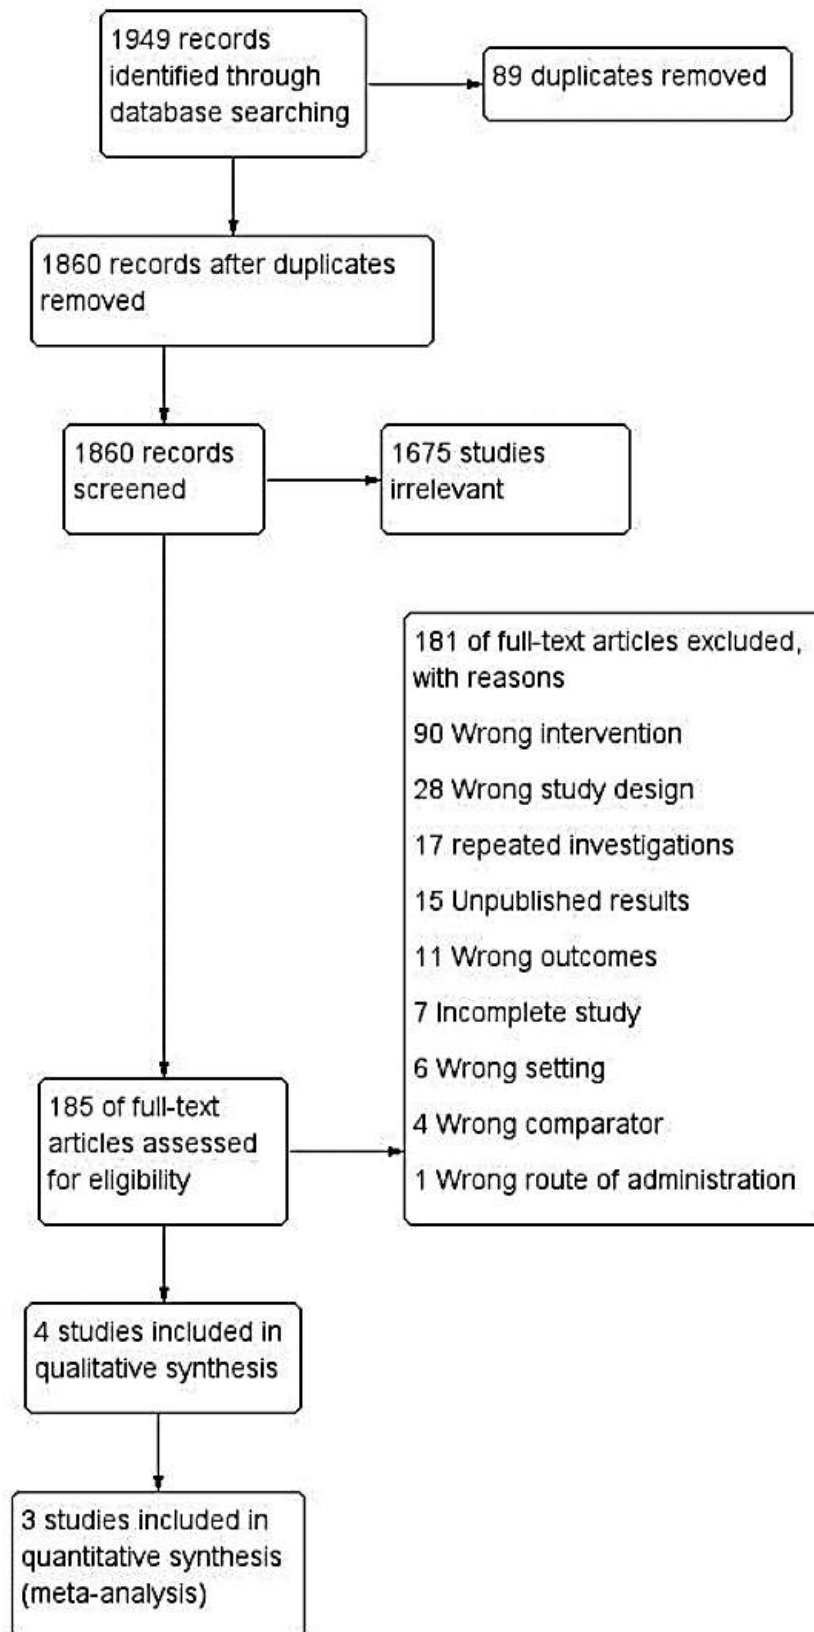 1949 records
identified through
database searching
89 duplicates removed
1860 records after duplicates
removed
1860 records
screened
1675 studies
irrelevant
181 of full-text articles excluded,
with reasons
90 Wrong intervention
28 Wrong study design
17 repeated investigations
15 Unpublished results
11 Wrong outcomes
7 Incomplete study
6 Wrong setting
4 Wrong comparator
1 Wrong route of administration
185 of full-text
articles assessed
for eligibility
4 studies included in
qualitative synthesis
3 studies included in
quantitative synthesis
(meta-analysis)